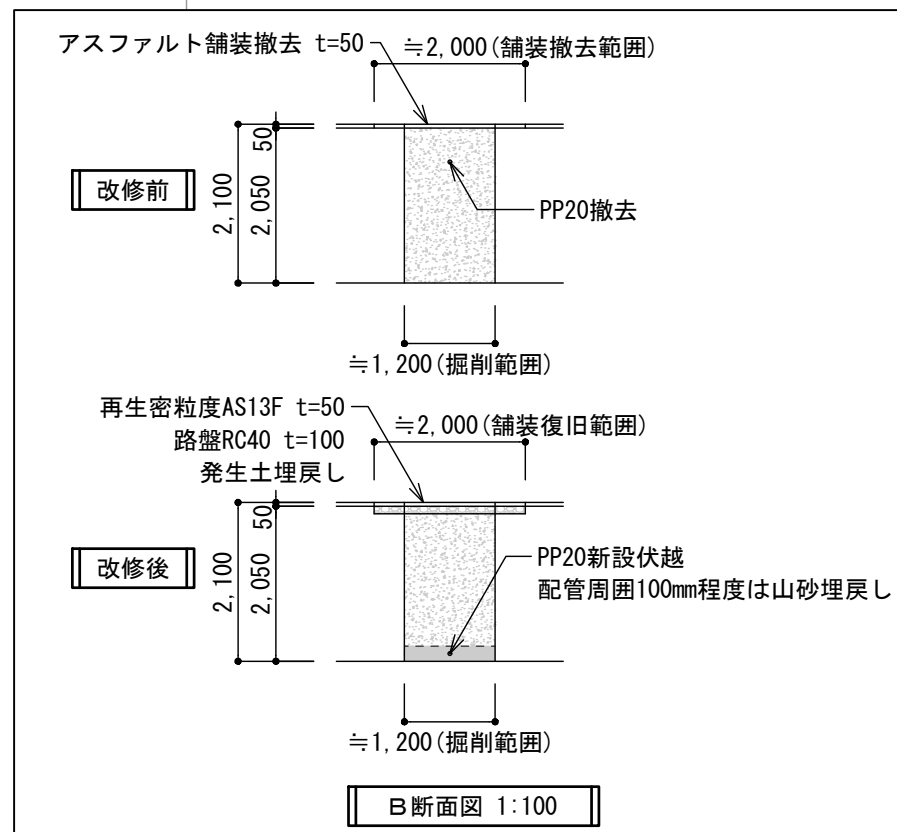 アスファルト舗装撤去 t=50
≒2,000(舗装撤去範囲)
改修前
2,100
2,050
50
PP20撤去
≒1,200(掘削範囲)
再生密粒度AS13F t=50
路盤RC40 t=100
発生土埋戻し
≒2,000(舗装復旧範囲)
改修後
2,100
2,050
50
PP20新設伏越
配管周囲100mm程度は山砂埋戻し
≒1,200(掘削範囲)
B断面図 1:100